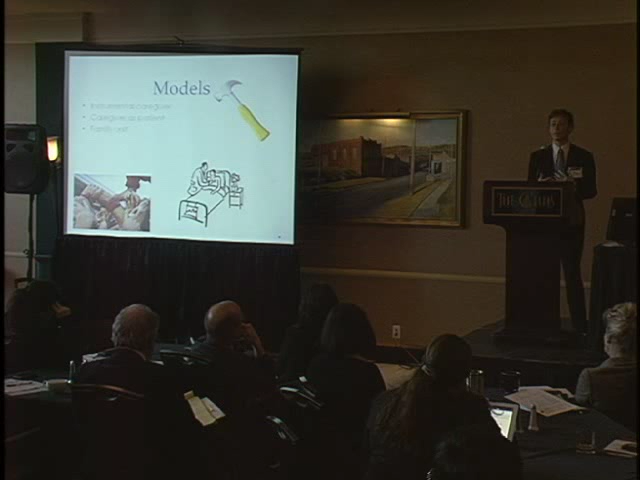 Models
• Instrumental caregiver
• Caregiver as patient
• Family unit